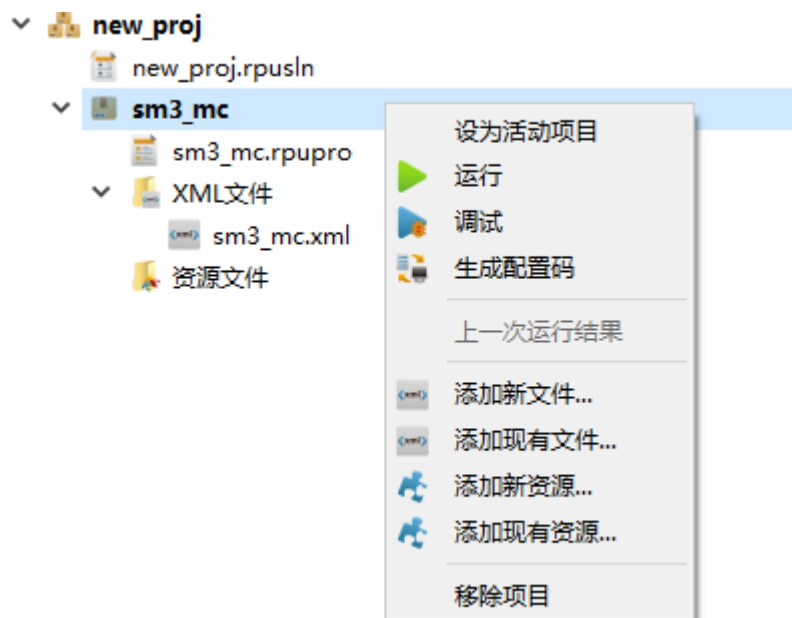 new_proj
new_proj.rpusln
sm3_mc
sm3_mc.rpupro
XML文件
sm3_mc.xml
资源文件
设为活动项目
运行
调试
生成配置码
上一次运行结果
添加新文件...
添加现有文件...
添加新资源...
添加现有资源...
移除项目